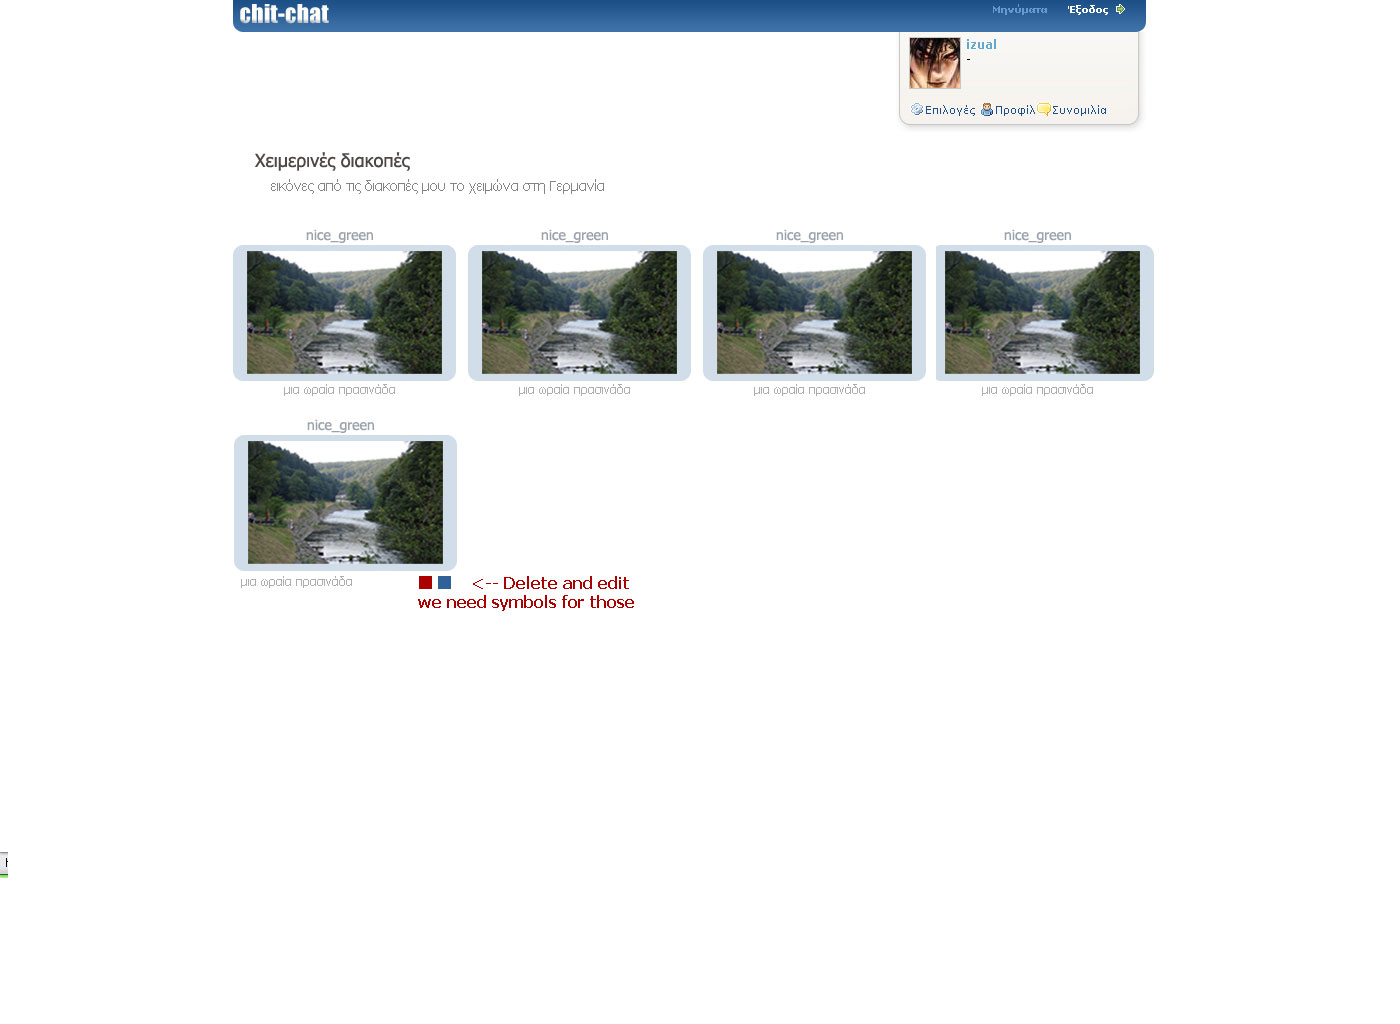 chit-chat
Μηνύματα Έξοδος
izual
-
Επιλογές Προφίλ Συνομιλία
Χειμερινές διακοπές
εικόνες από τις διακοπές μου το χειμώνα στη Γερμανία
nice_green nice_green nice_green nice_green
μια ωραία πρασινάδα μια ωραία πρασινάδα μια ωραία πρασινάδα μια ωραία πρασινάδα
nice_green
μια ωραία πρασινάδα
<-- Delete and edit
we need symbols for those